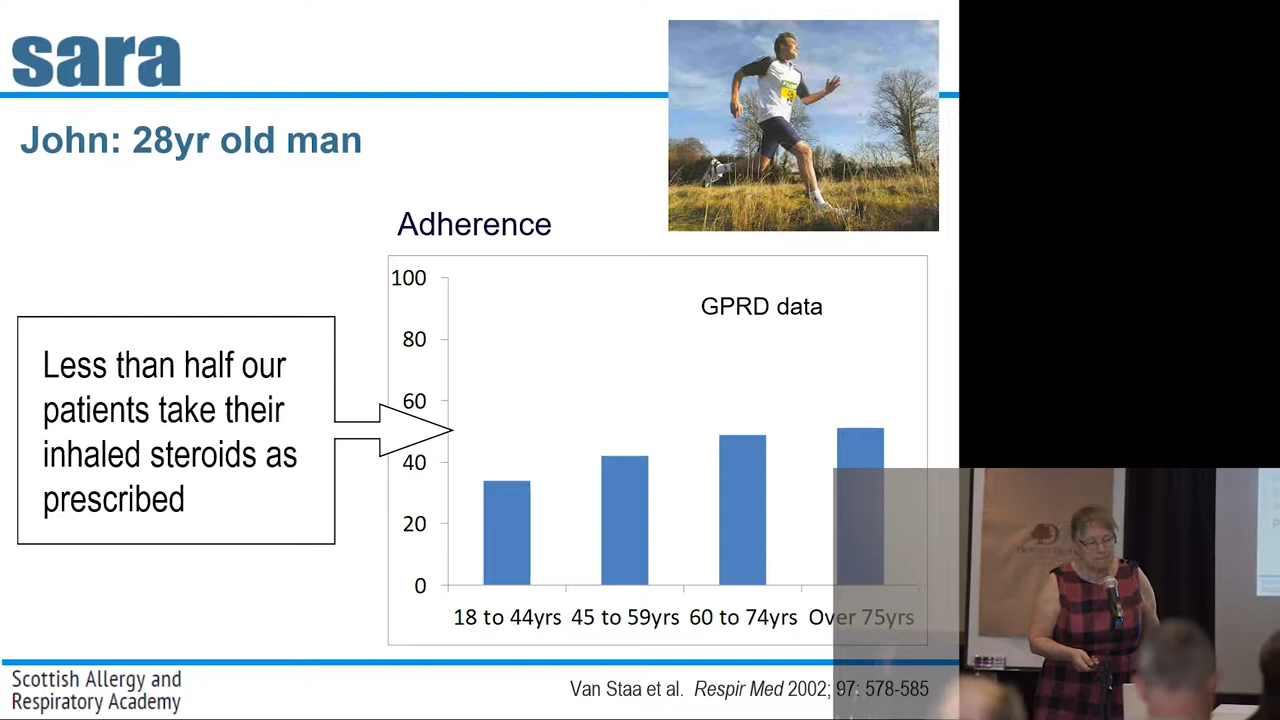 sara
John: 28yr old man
Adherence
GPRD data
100
80
60
40
20
0
18 to 44yrs
45 to 59yrs
60 to 74yrs
Over 75yrs
Less than half our
patients take their
inhaled steroids as
prescribed
Scottish Allergy and
Respiratory Academy
Van Staa et al. Respir Med 2002; 97: 578-585